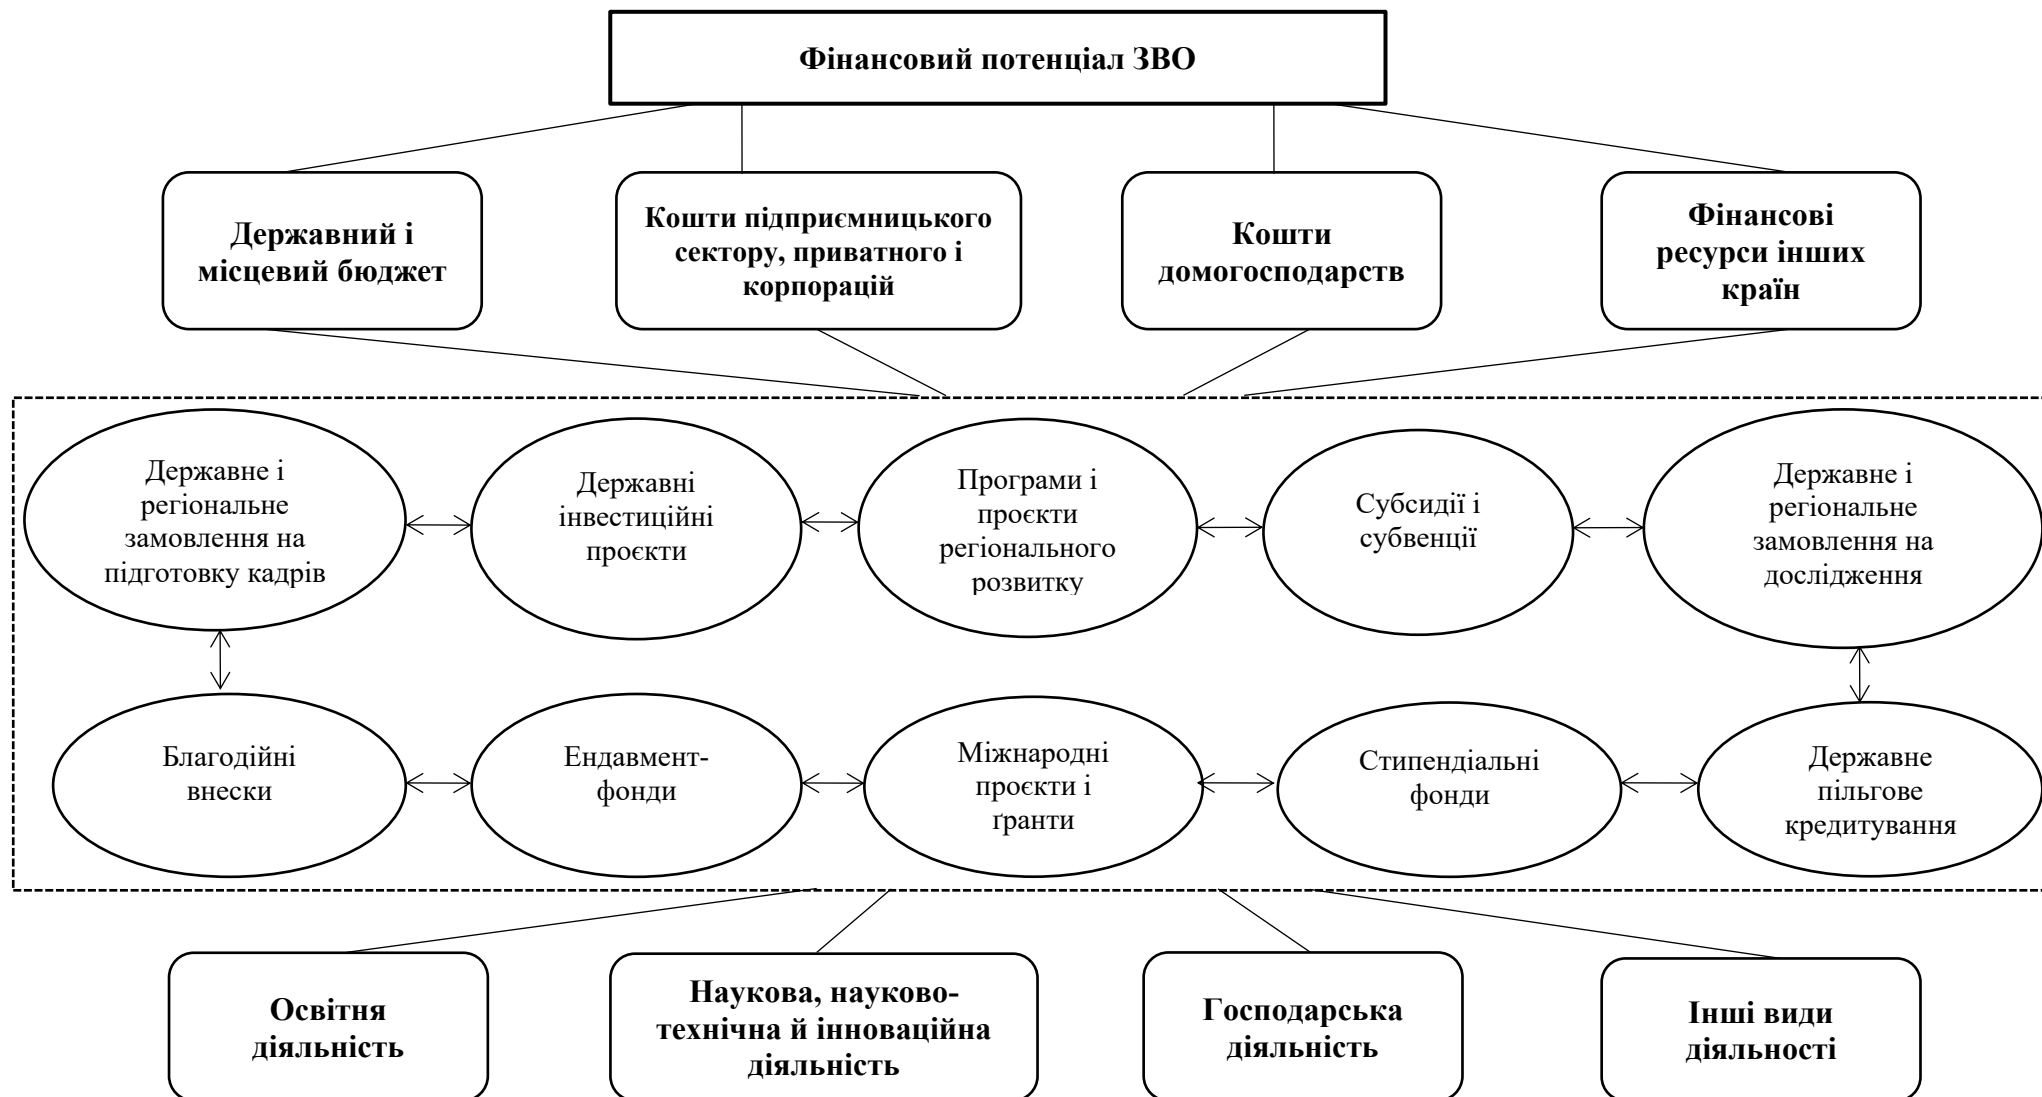 Фінансовий потенціал ЗВО
Державний і
місцевий бюджет
Кошти підприємницького
сектору, приватного і
корпорацій
Кошти
домогосподарств
Фінансові
ресурси інших
країн
Державне і
регіональне
замовлення на
підготовку кадрів
Державні
інвестиційні
проєкти
Програми і
проєкти
регіонального
розвитку
Субсидії і
субвенції
Державне і
регіональне
замовлення на
дослідження
Благодійні
внески
Ендавмент-
фонди
Міжнародні
проєкти і
ґранти
Стипендіальні
фонди
Державне
пільгове
кредитування
Освітня
діяльність
Наукова, науково-
технічна й інноваційна
діяльність
Господарська
діяльність
Інші види
діяльності